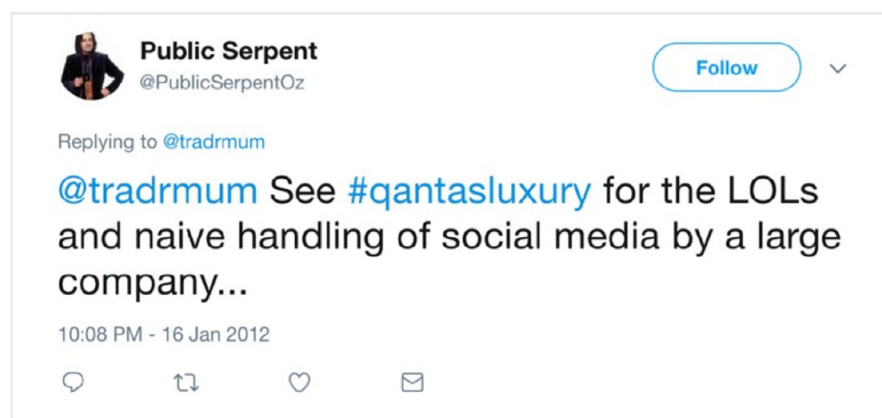 Public Serpent
@PublicSerpentOz
Follow
Replying to @tradrmum
@tradrmum See #qantasluxury for the LOLs
and naive handling of social media by a large
company...
10:08 PM - 16 Jan 2012